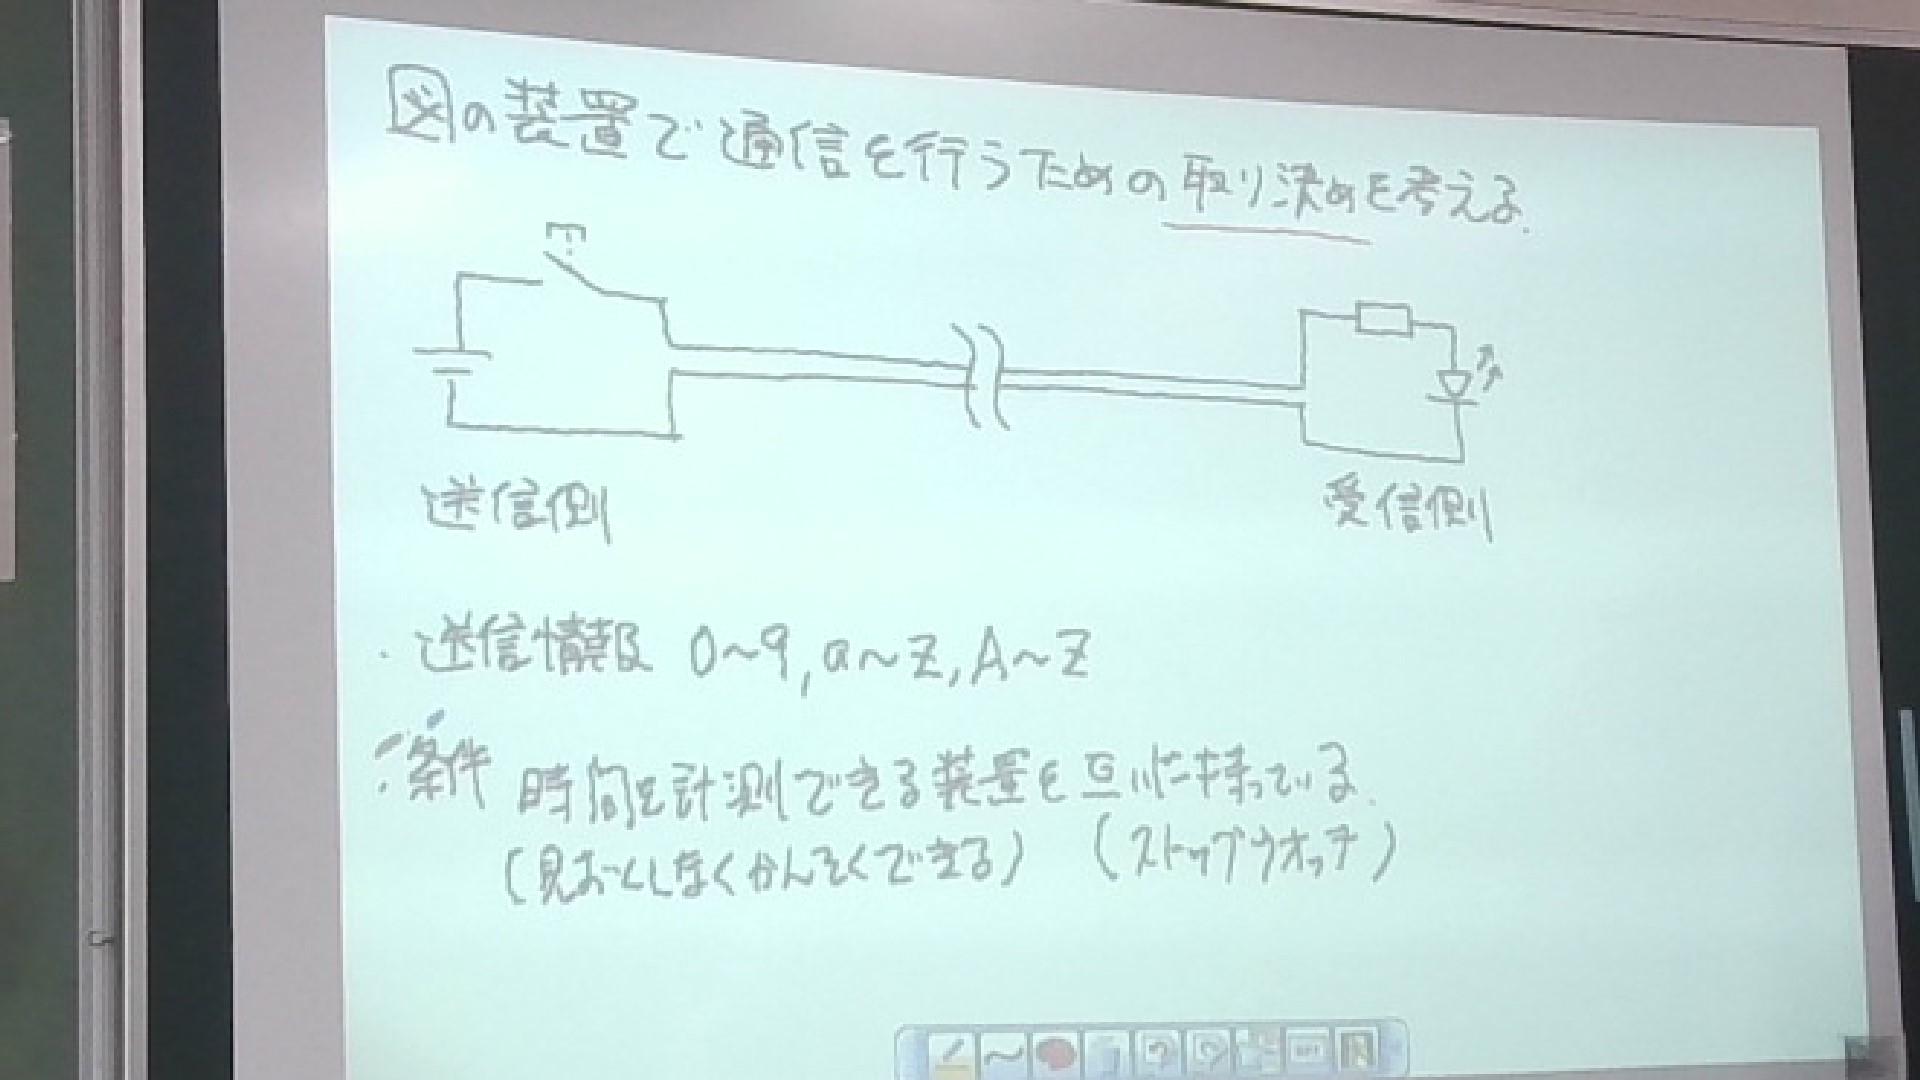 図の装置で通信を行うための取り決めを考える.
送信側
受信側
・送信情報 0~9, a~z, A~Z
・条件 時間を計測できる装置を互いに持っている.
(見おとしなくかんそくできる) (ストップウオッチ)